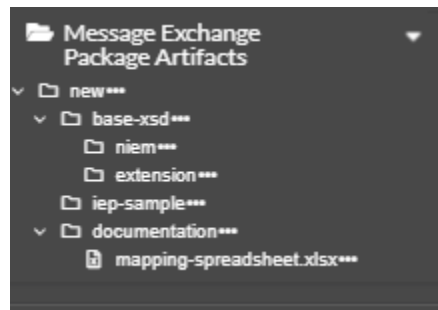 Message Exchange
Package Artifacts
new•••
base-xsd•••
niem•••
extension•••
iep-sample•••
documentation•••
mapping-spreadsheet.xlsx•••